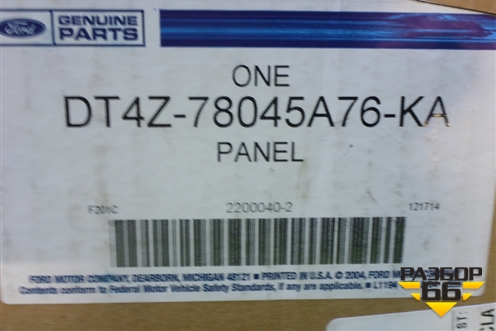 Ford
GENUINE
PARTS
ONE
DT4Z-78045A76-KA
PANEL
F201C
2200040-2
121714
FORD MOTOR COMPANY, DEARBORN, MICHIGAN 48121 • PRINTED IN U.S.A. © 2004, FORD M
Contents conform to Federal Motor Vehicle Safety Standards, if any are • L1194
РАЗБОР
66